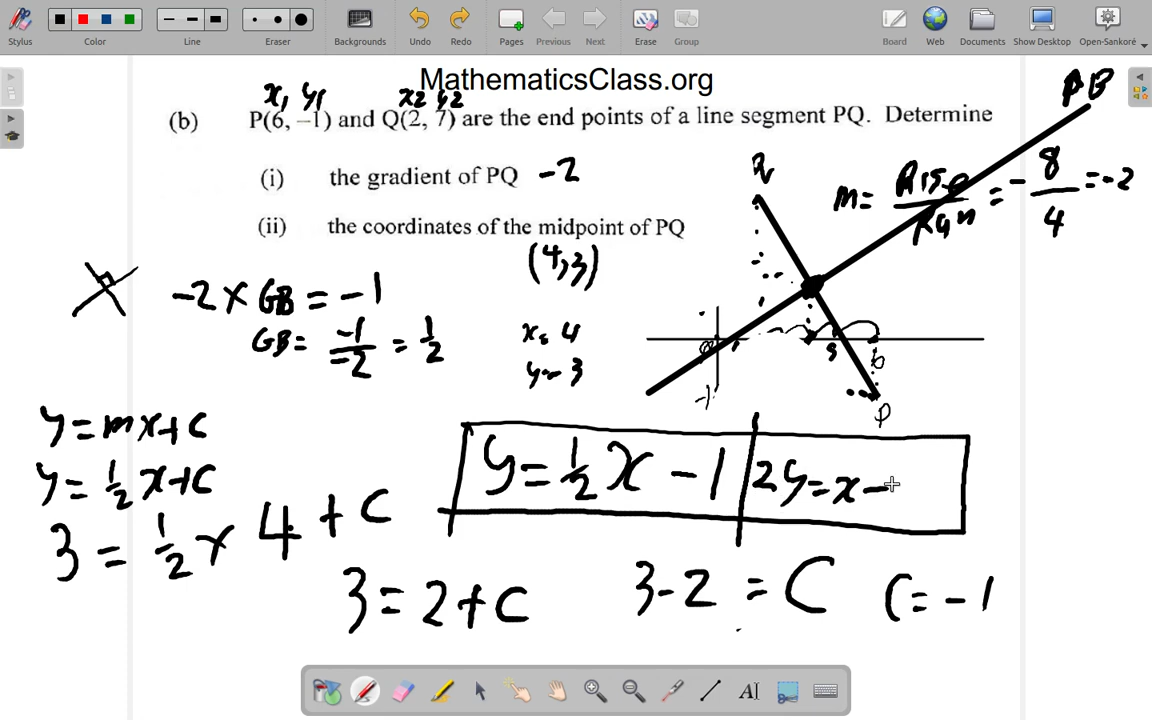 Stylus Color Line Eraser Backgrounds Undo Redo Pages Previous Next Erase Group Board Web Documents Show Desktop Open-Sankoré
MathematicsClass.org
x1 y1 x2 y2
(b) P(6, –1) and Q(2, 7) are the end points of a line segment PQ. Determine
(i) the gradient of PQ -2
(ii) the coordinates of the midpoint of PQ
(4,3)
m= Rise/Run = -8/4 = -2
-2 x GB = -1
GB = -1/-2 = 1/2
x= 4
y= 3
6
P
y=mx+c
y=1/2x+c
3 = 1/2 x 4 + c
y=1/2x-1 2y=x-
3=2+c
3-2 = C
C=-1
AI